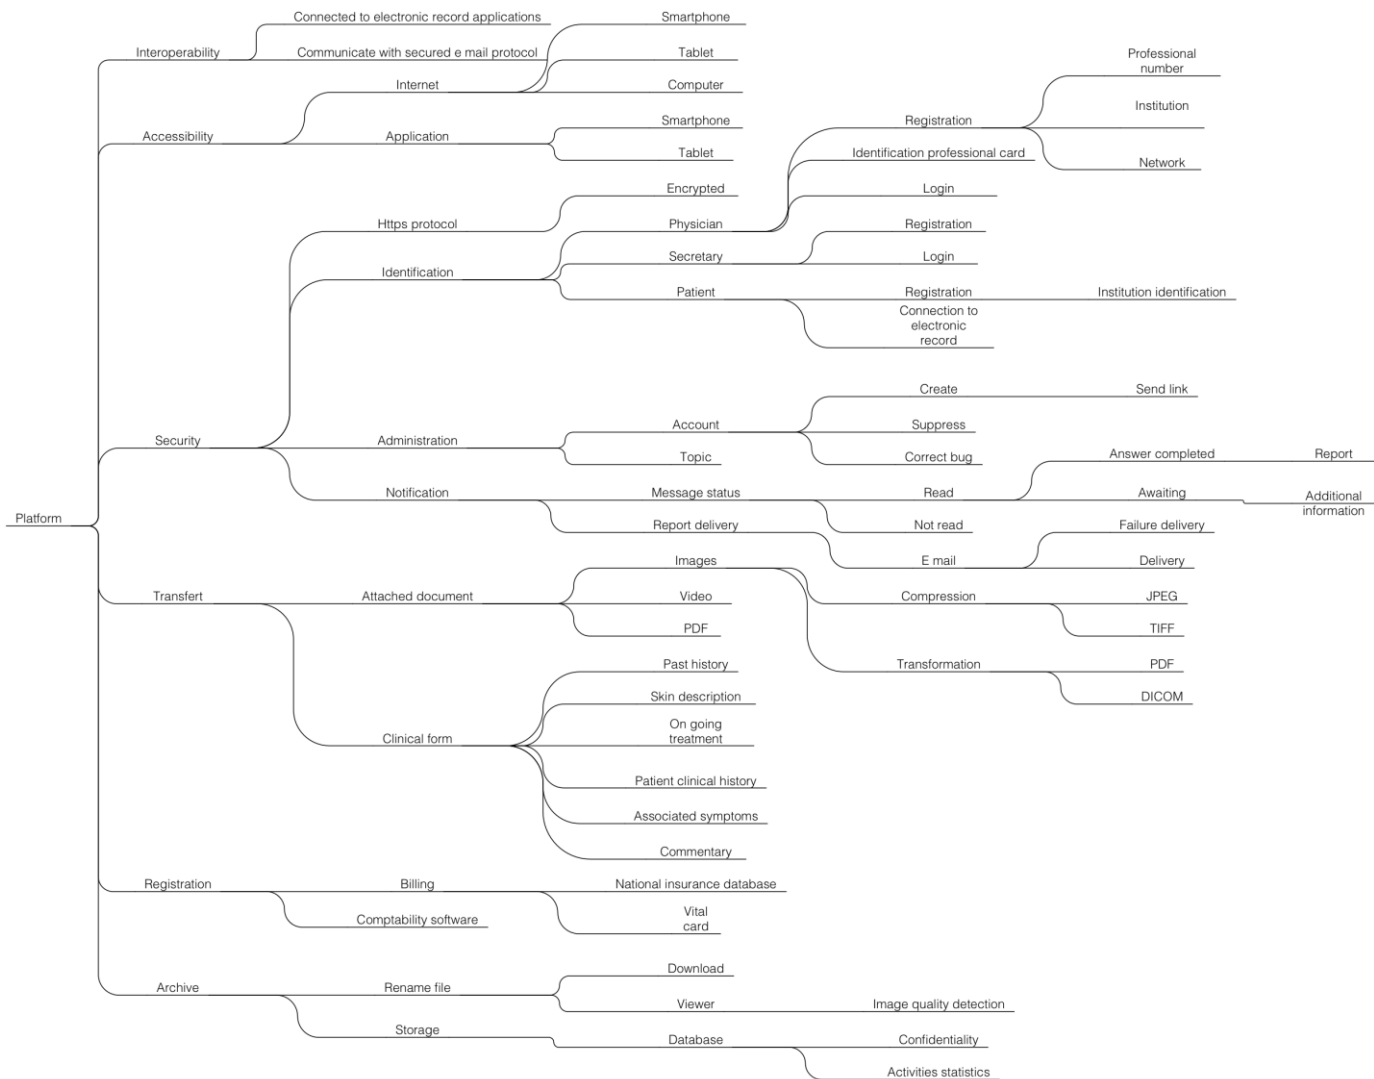 Platform
Interoperability
Connected to electronic record applications
Communicate with secured e mail protocol
Accessibility
Internet
Smartphone
Tablet
Computer
Application
Smartphone
Tablet
Security
Https protocol
Encrypted
Identification
Physician
Registration
Professional
number
Institution
Network
Identification professional card
Login
Secretary
Registration
Login
Patient
Registration
Institution identification
Connection to
electronic
record
Administration
Account
Create
Send link
Suppress
Correct bug
Topic
Notification
Message status
Read
Answer completed
Report
Awaiting
Additional
information
Not read
Report delivery
E mail
Failure delivery
Delivery
Transfert
Attached document
Images
Compression
JPEG
TIFF
Transformation
PDF
DICOM
Video
PDF
Clinical form
Past history
Skin description
On going
treatment
Patient clinical history
Associated symptoms
Commentary
Registration
Billing
National insurance database
Vital
card
Comptability software
Archive
Rename file
Download
Viewer
Image quality detection
Storage
Database
Confidentiality
Activities statistics